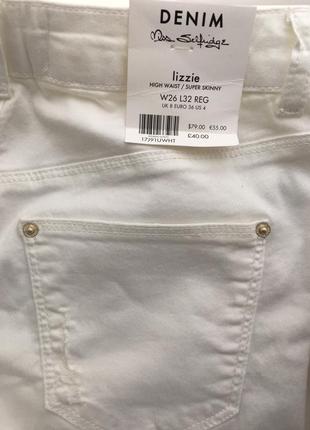 DENIM
Miss Selfridge
lizzie
HIGH WAIST / SUPER SKINNY
W26 L32 REG
UK 8 EURO 36 US 4
$79.00 €55.00
£40.00